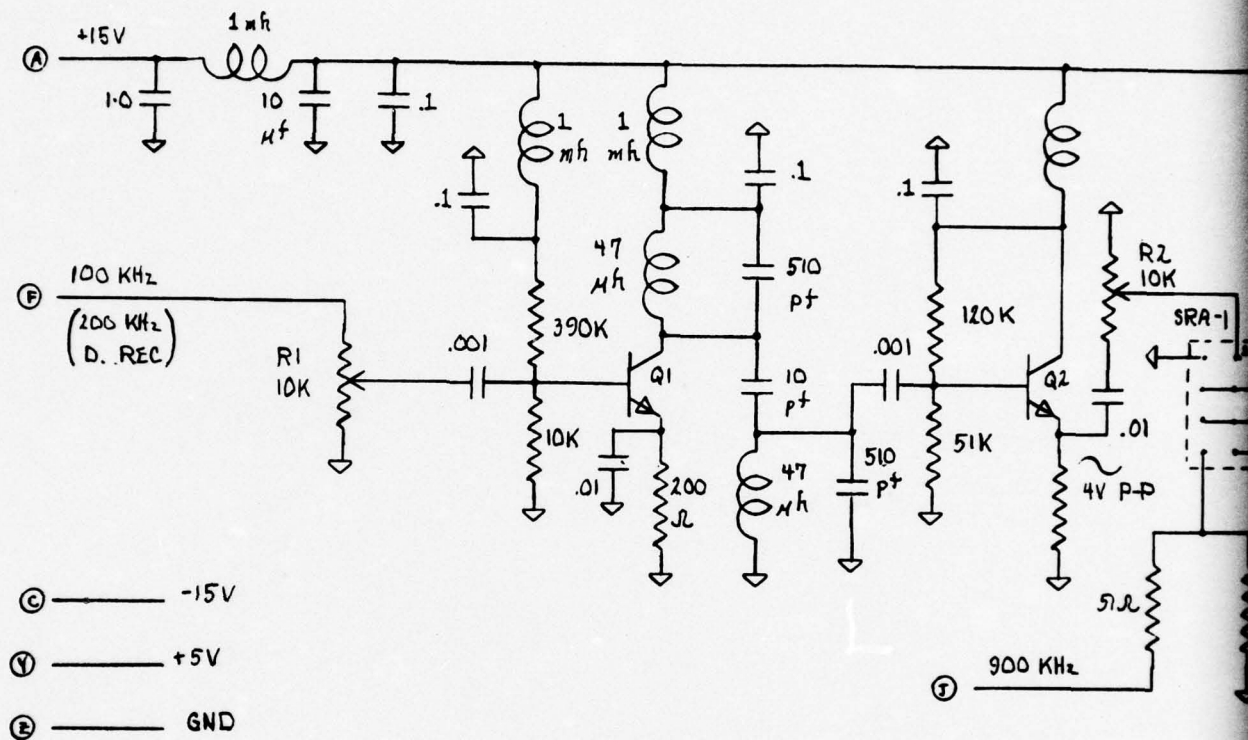 +15V
1mh
A
1.0
10
μf
.1
1
mh
1
mh
.1
.1
.1
47
μh
510
pf
R2
10K
F
100 KHz
(200 KHz
D..REC)
390K
120K
SRA-1
R1
10K
.001
Q1
10
pf
.001
Q2
10K
51K
.01
.01
200
Ω
47
μh
510
pf
4V P-P
C
-15V
51Ω
Y
+5V
J
900 KHz
Z
GND